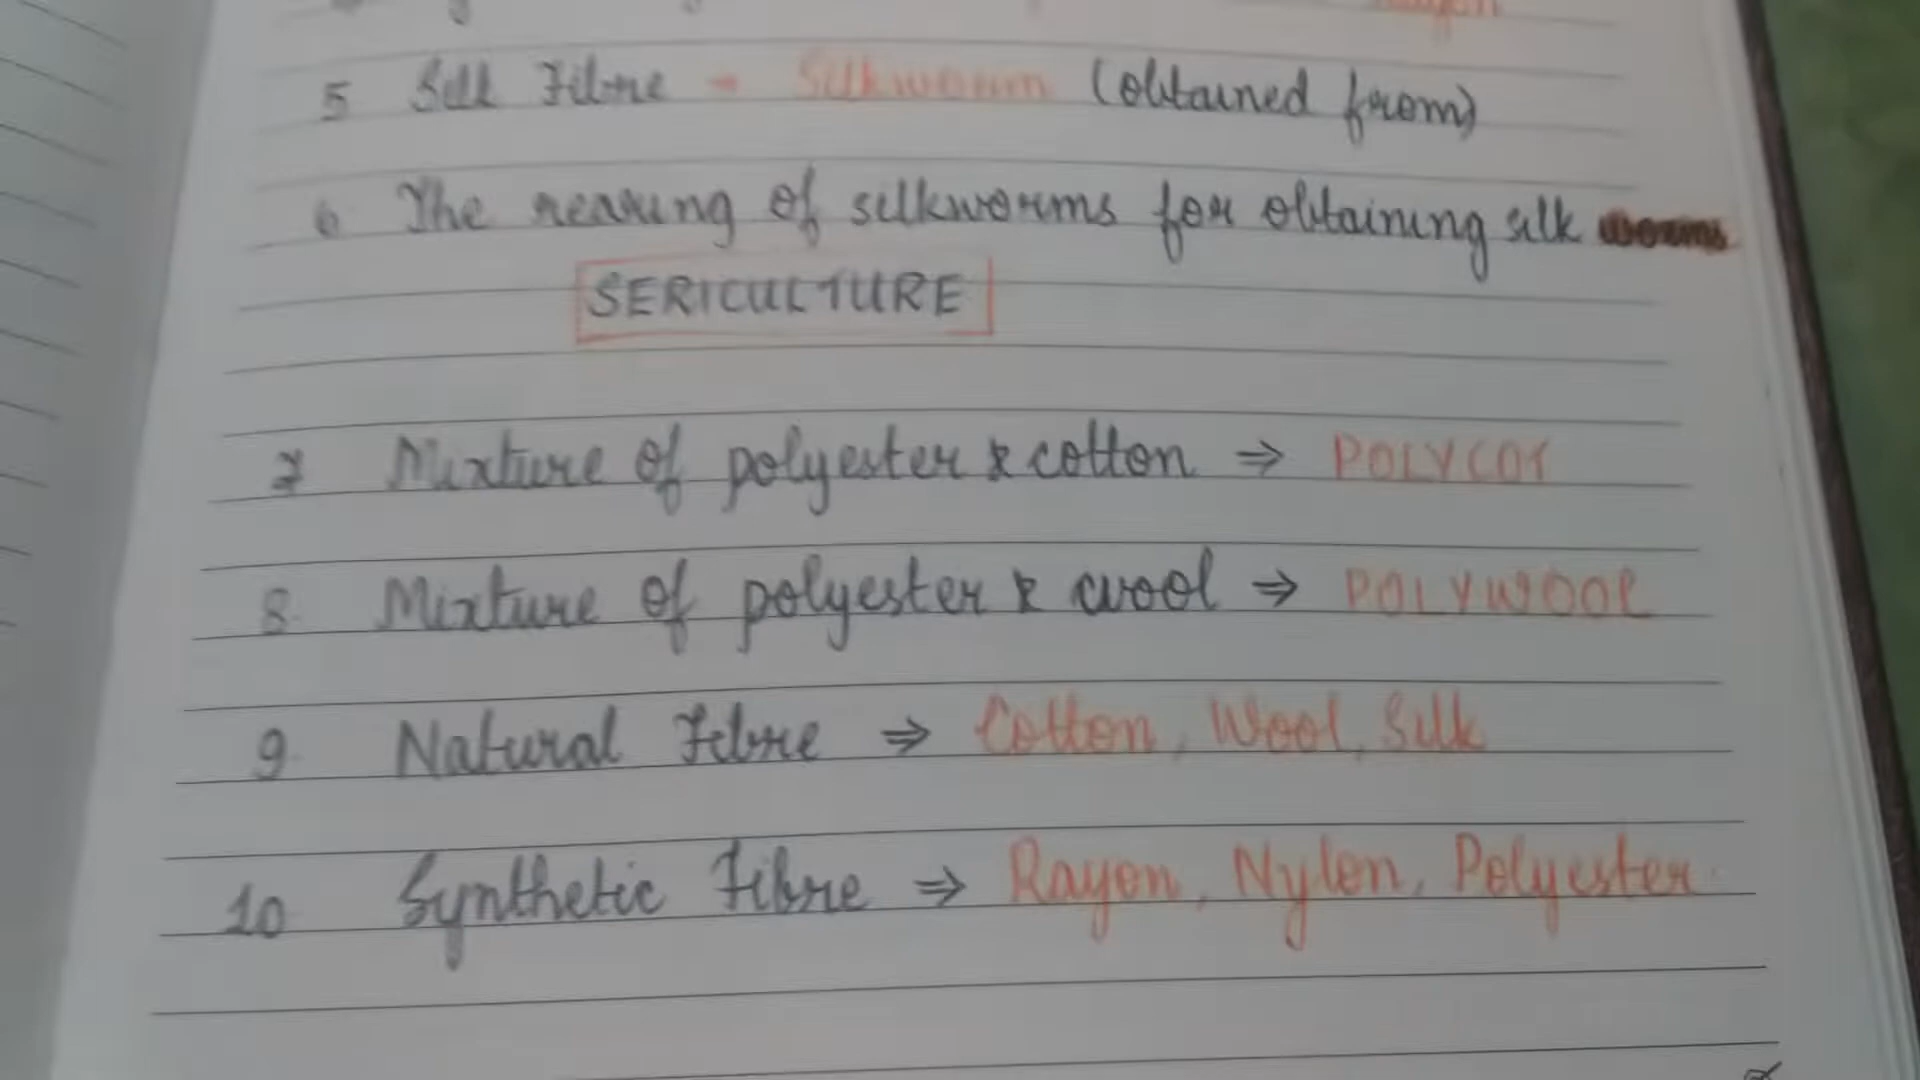 5 Silk Fibre - Silkworm (obtained from)
6 The rearing of silkworms for obtaining silk worms
SERICULTURE
7 Mixture of polyester & cotton ⇒ POLYCOT
8. Mixture of polyester & wool ⇒ POLYWOOL
9. Natural Fibre ⇒ Cotton, Wool, Silk
10 Synthetic Fibre ⇒ Rayon, Nylon, Polyester.